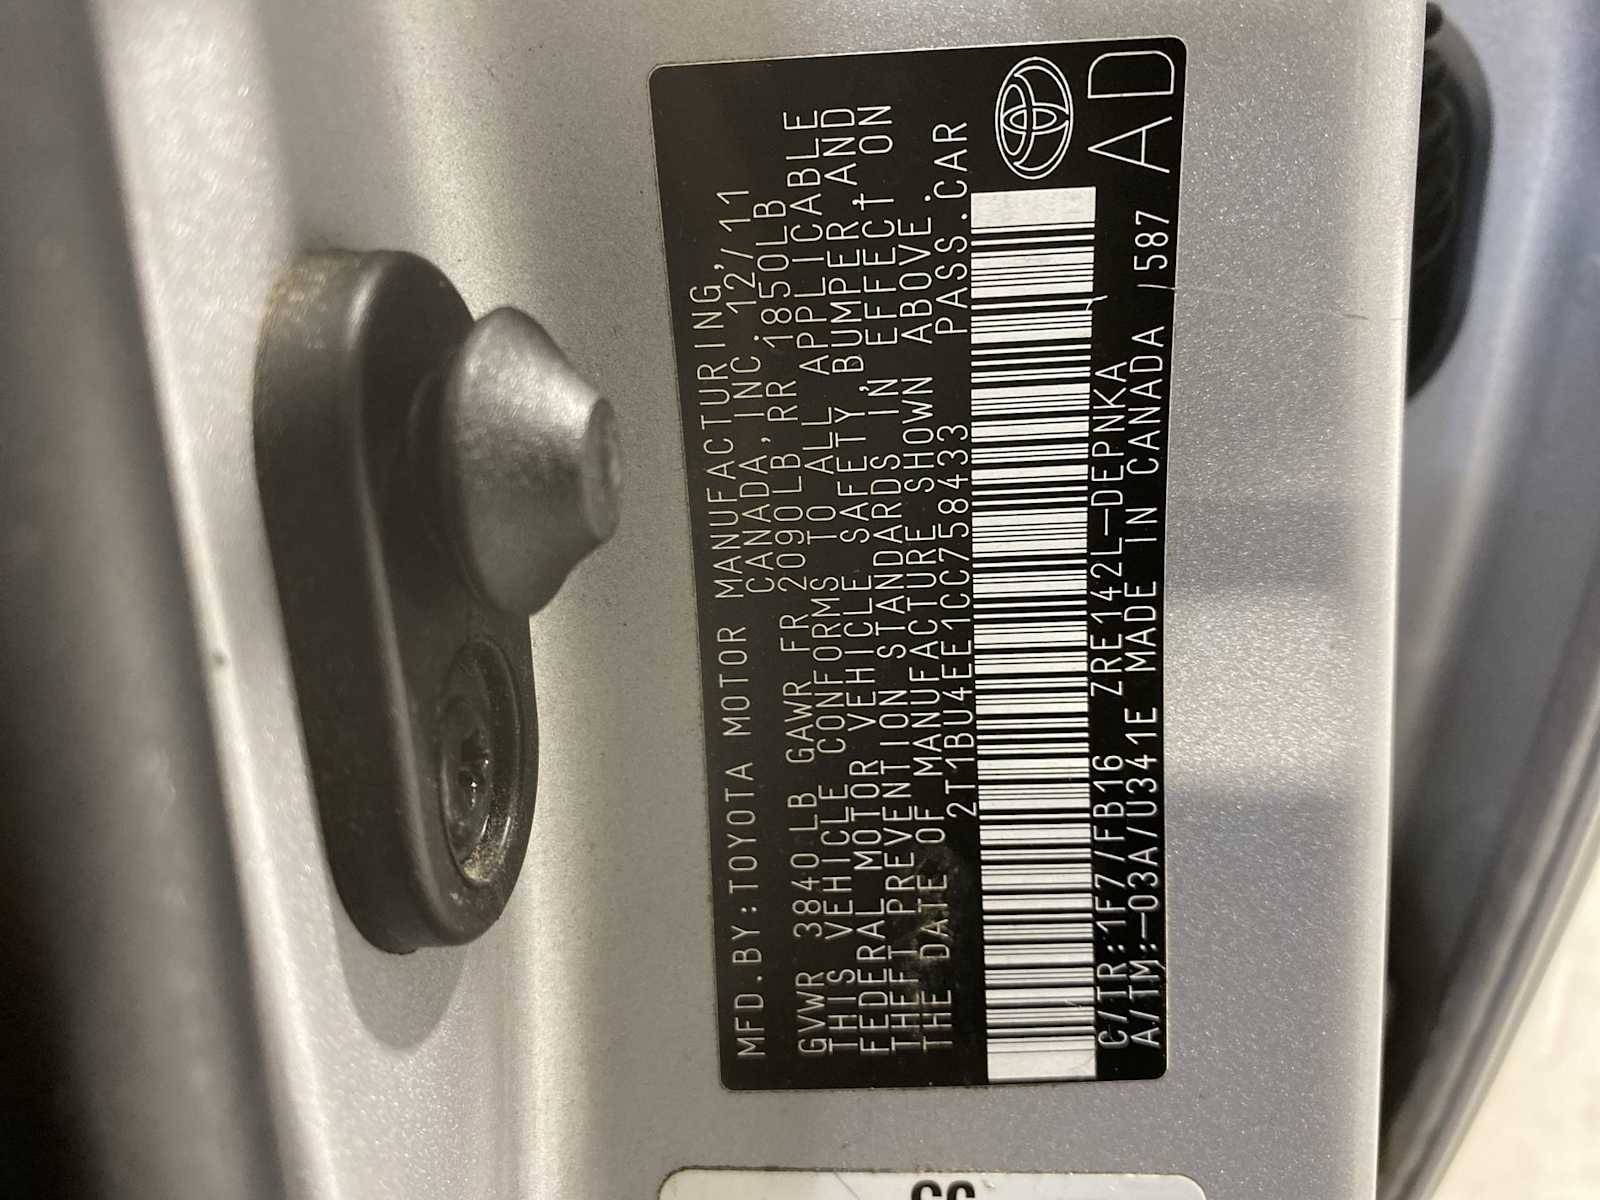 MFD.BY:TOYOTA MOTOR MANUFACTURING,
CANADA,INC. 12/11
GVWR 3840LB GAWR FR 2090LB RR 1850LB
THIS VEHICLE CONFORMS TO ALL APPLICABLE
FEDERAL MOTOR VEHICLE SAFETY, BUMPER, AND
THEFT PREVENTION STANDARDS IN EFFECT ON
THE DATE OF MANUFACTURE SHOWN ABOVE.
2T1BU4EE1CC758433 PASS.CAR
C/TR:1F7/FB16 ZRE142L-DEPNKA
A/TM:-03A/U341E MADE IN CANADA /587
AD